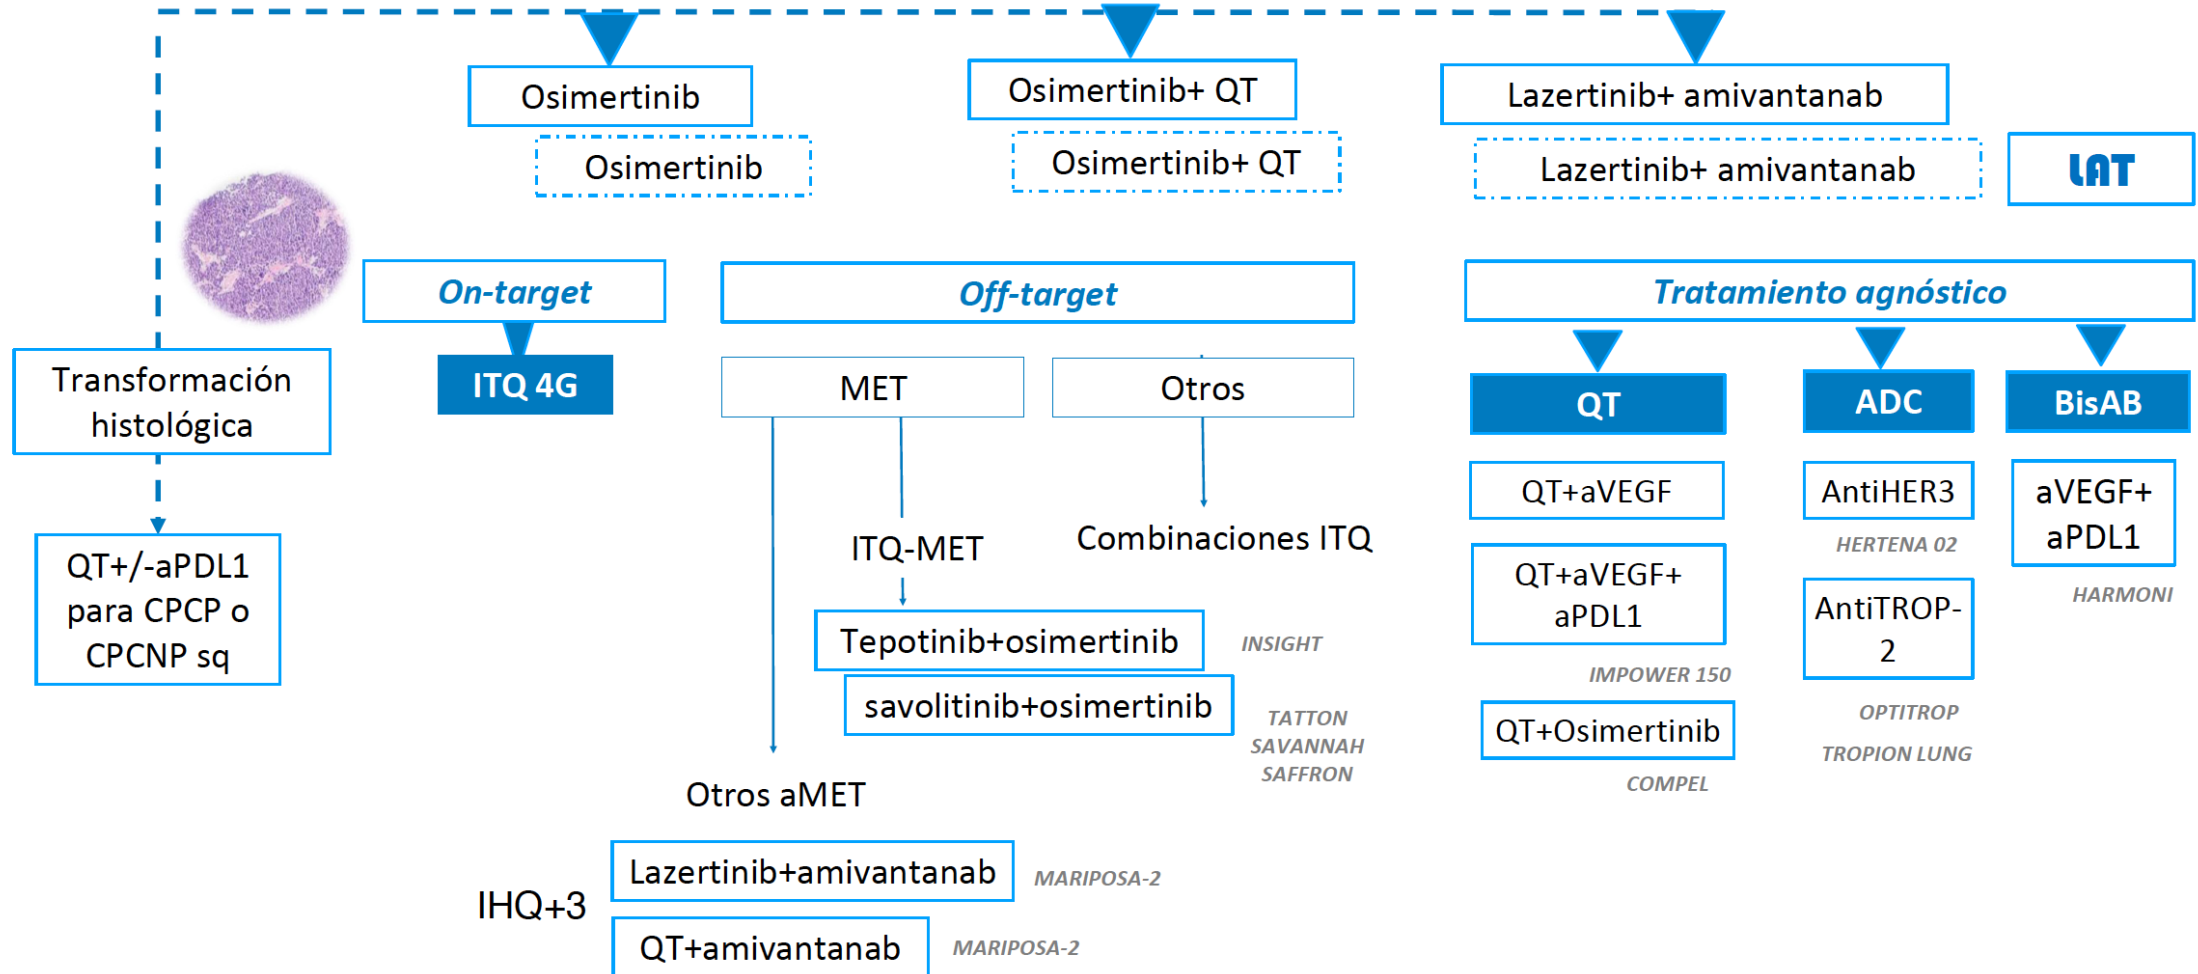 Osimertinib
Osimertinib
Osimertinib+ QT
Osimertinib+ QT
Lazertinib+ amivantanab
Lazertinib+ amivantanab
LAT
Transformación
histológica
QT+/-aPDL1
para CPCP o
CPCNP sq
On-target
ITQ 4G
Off-target
MET
Otros
ITQ-MET
Combinaciones ITQ
Tepotinib+osimertinib
INSIGHT
savolitinib+osimertinib
TATTON
SAVANNAH
SAFFRON
Otros aMET
IHQ+3
Lazertinib+amivantanab
MARIPOSA-2
QT+amivantanab
MARIPOSA-2
Tratamiento agnóstico
QT
QT+aVEGF
QT+aVEGF+
aPDL1
IMPOWER 150
QT+Osimertinib
COMPEL
ADC
AntiHER3
HERTENA 02
AntiTROP-
2
OPTITROP
TROPION LUNG
BisAB
aVEGF+
aPDL1
HARMONI